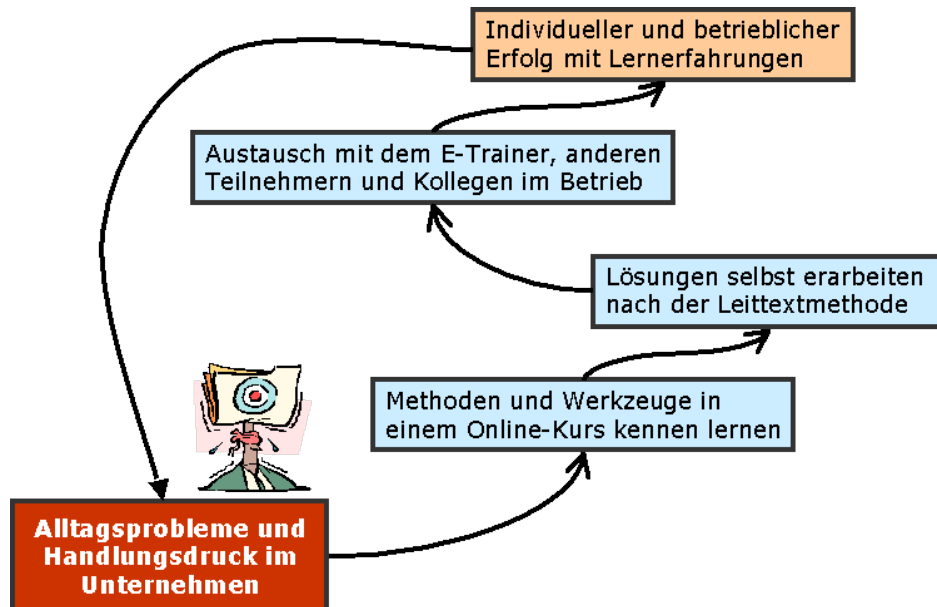 Individueller und betrieblicher
Erfolg mit Lernerfahrungen
Austausch mit dem E-Trainer, anderen
Teilnehmern und Kollegen im Betrieb
Lösungen selbst erarbeiten
nach der Leittextmethode
Methoden und Werkzeuge in
einem Online-Kurs kennen lernen
Alltagsprobleme und
Handlungsdruck im
Unternehmen